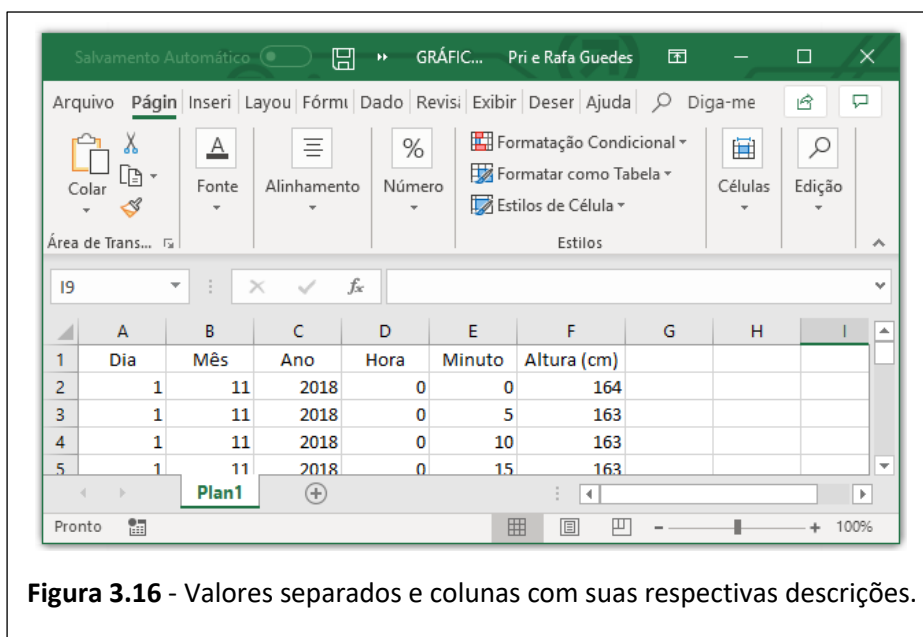 Salvamento Automático GRÁFIC... Pri e Rafa Guedes
Arquivo Págin Inseri Layou Fórmu Dado Revisa Exibir Deser Ajuda Diga-me
Colar Fonte Alinhamento % Número Formatação Condicional Formatar como Tabela Estilos de Célula Células Edição
Área de Trans... Estilos
I9 fx
A B C D E F G H I
1 Dia Mês Ano Hora Minuto Altura (cm)
2 1 11 2018 0 0 164
3 1 11 2018 0 5 163
4 1 11 2018 0 10 163
5 1 11 2018 0 15 163
Plan1
Pronto 100%
Figura 3.16 - Valores separados e colunas com suas respectivas descrições.